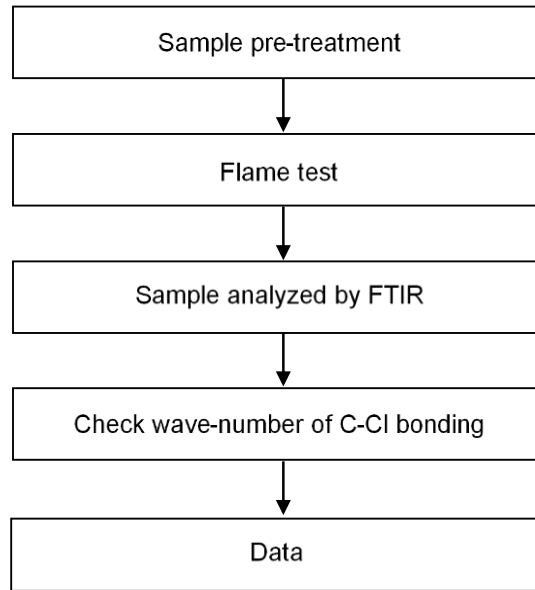 Sample pre-treatment
Flame test
Sample analyzed by FTIR
Check wave-number of C-Cl bonding
Data